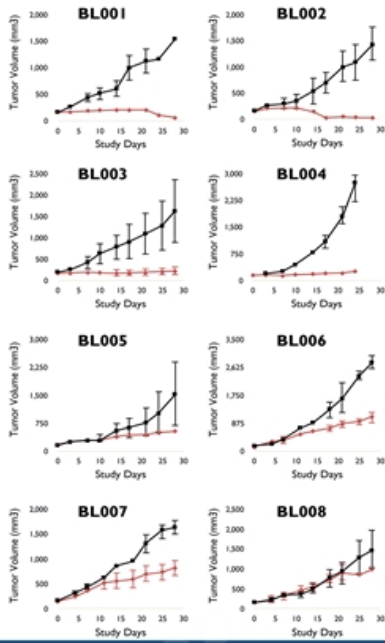 BL001
Tumor Volume (mm3)
2,000
1,500
1,000
500
0
0 5 10 15 20 25 30
Study Days
BL002
Tumor Volume (mm3)
2,000
1,500
1,000
500
0
0 5 10 15 20 25 30
Study Days
BL003
Tumor Volume (mm3)
2,500
2,000
1,500
1,000
500
0
0 5 10 15 20 25 30
Study Days
BL004
Tumor Volume (mm3)
3,000
2,250
1,500
750
0
0 5 10 15 20 25 30
Study Days
BL005
Tumor Volume (mm3)
3,000
2,250
1,500
750
0
0 5 10 15 20 25 30
Study Days
BL006
Tumor Volume (mm3)
3,500
2,625
1,750
875
0
0 5 10 15 20 25 30
Study Days
BL007
Tumor Volume (mm3)
2,000
1,500
1,000
500
0
0 5 10 15 20 25 30
Study Days
BL008
Tumor Volume (mm3)
2,500
2,000
1,500
1,000
500
0
0 5 10 15 20 25 30
Study Days